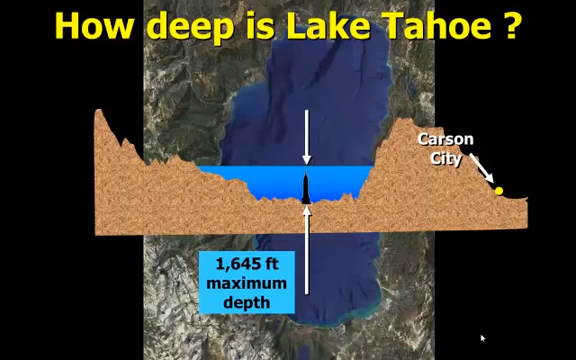 How deep is Lake Tahoe ?
Carson
City
1,645 ft
maximum
depth